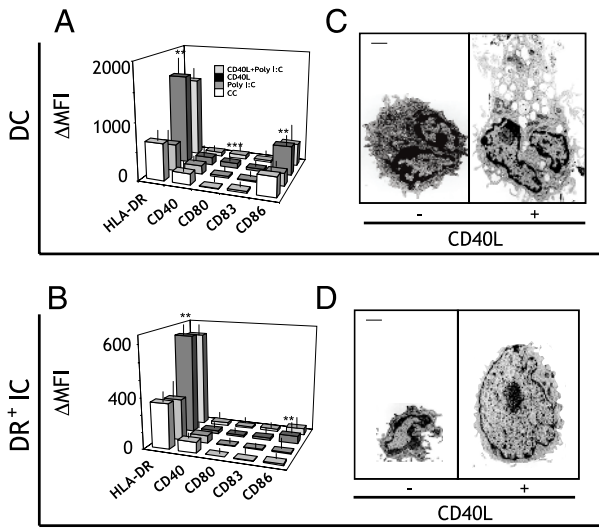 A
DC
ΔMFI
2000
1000
0
**
***
**
CD40L+Poly I:C
CD40L
Poly I:C
CC
HLA-DR
CD40
CD80
CD83
CD86
C
- +
CD40L
B
DR+ IC
ΔMFI
600
400
0
**
**
HLA-DR
CD40
CD80
CD83
CD86
D
- +
CD40L